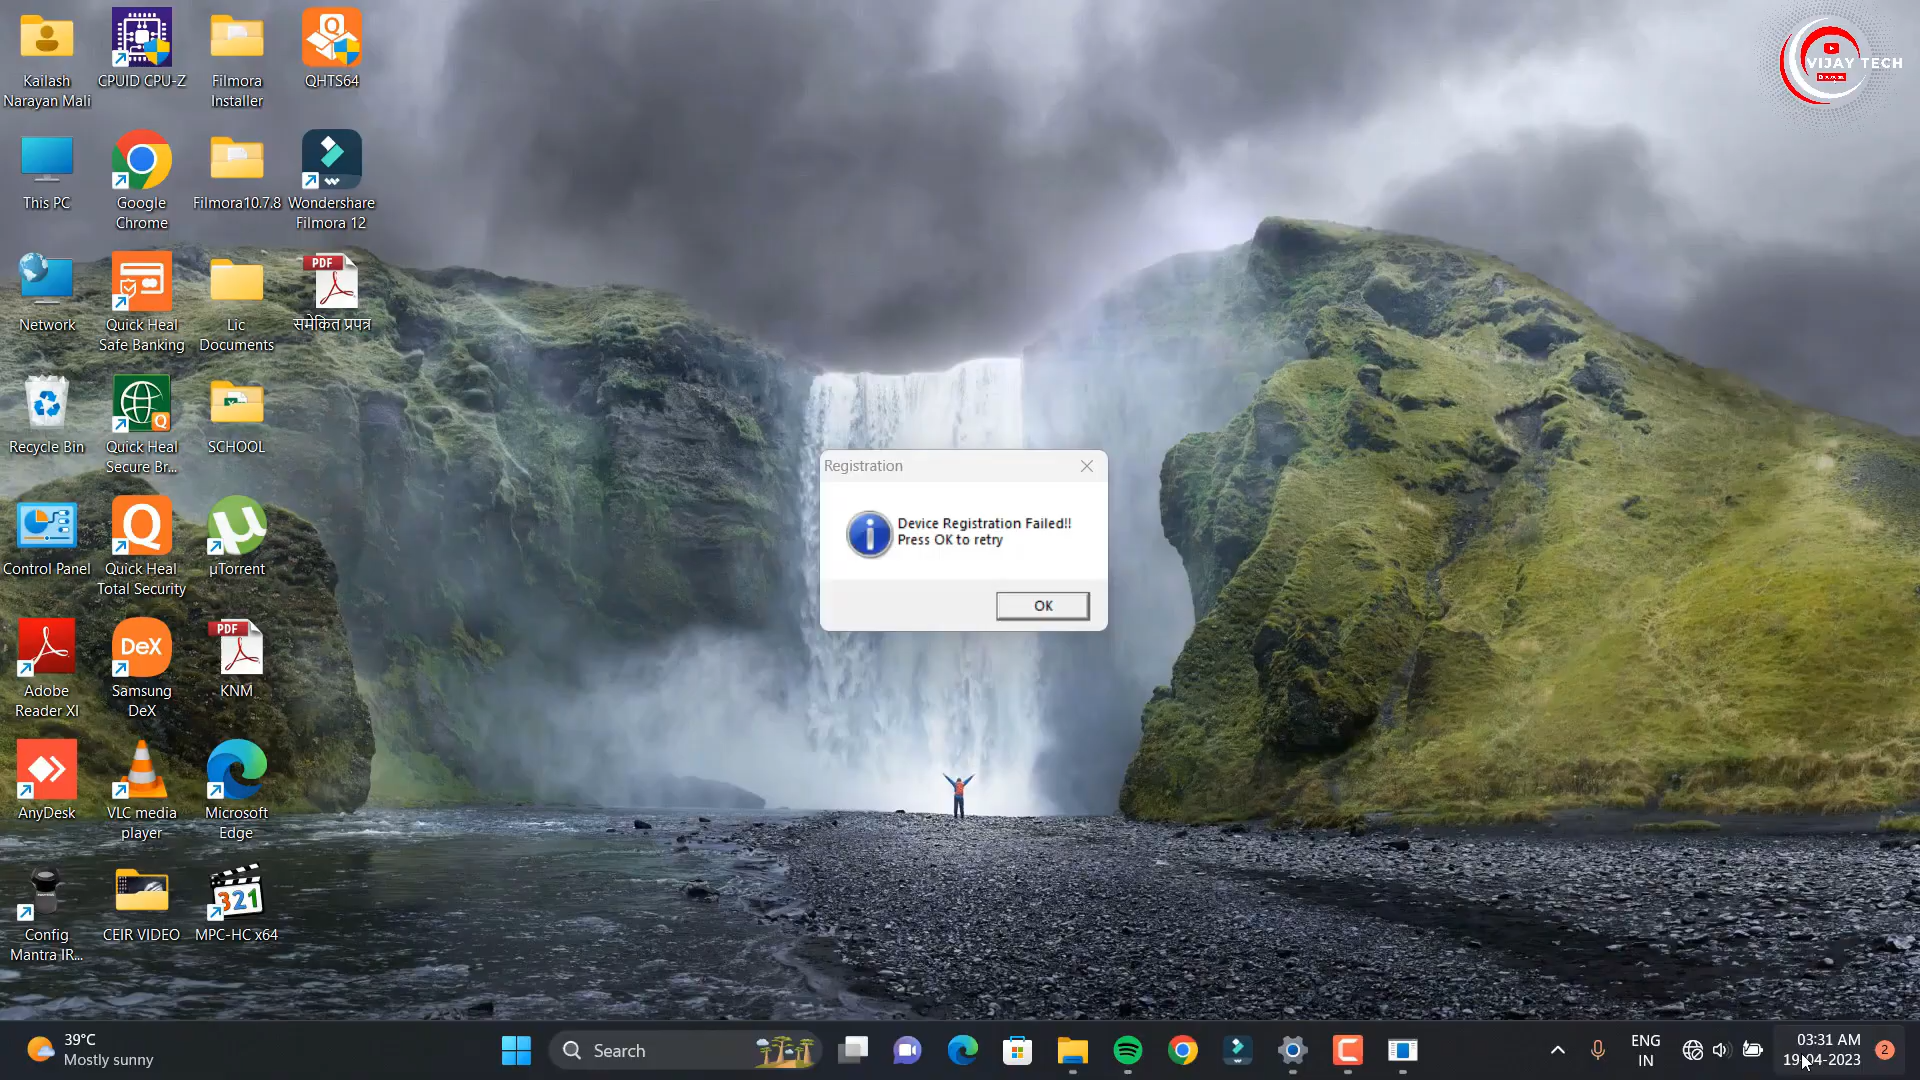 Kailash
Narayan Mali
CPUID CPU-Z
Filmora
Installer
QHTS64
VIJAY TECH
This PC
Google
Chrome
Filmora10.7.8
Wondershare
Filmora 12
Network
Quick Heal
Safe Banking
Lic
Documents
PDF
समेकित प्रपत्र
Recycle Bin
Quick Heal
Secure Br...
SCHOOL
Registration
Device Registration Failed!!
Press OK to retry
OK
Control Panel
Quick Heal
Total Security
µTorrent
Adobe
Reader XI
DeX
Samsung
DeX
PDF
KNM
AnyDesk
VLC media
player
Microsoft
Edge
Config
Mantra IR...
CEIR VIDEO
321
MPC-HC x64
39°C
Mostly sunny
Search
ENG
IN
03:31 AM
19-04-2023
2